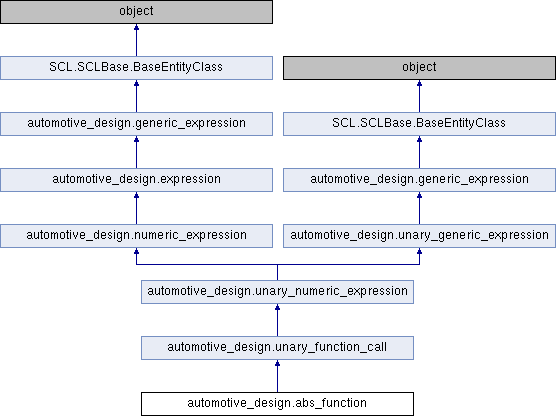 object
SCL.SCLBase.BaseEntityClass
object
automotive_design.generic_expression
SCL.SCLBase.BaseEntityClass
automotive_design.expression
automotive_design.generic_expression
automotive_design.numeric_expression
automotive_design.unary_generic_expression
automotive_design.unary_numeric_expression
automotive_design.unary_function_call
automotive_design.abs_function